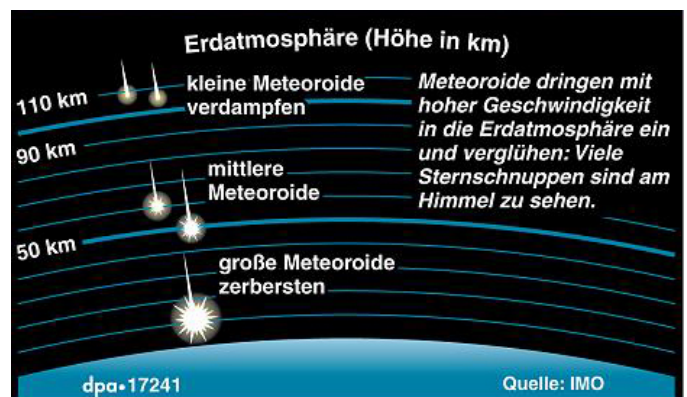 Erdatmosphäre (Höhe in km)
110 km
kleine Meteoroide
verdampfen
90 km
mittlere
Meteoroide
50 km
große Meteoroide
zerbersten
Meteoroide dringen mit
hoher Geschwindigkeit
in die Erdatmosphäre ein
und verglühen: Viele
Sternschnuppen sind am
Himmel zu sehen.
dpa•17241
Quelle: IMO